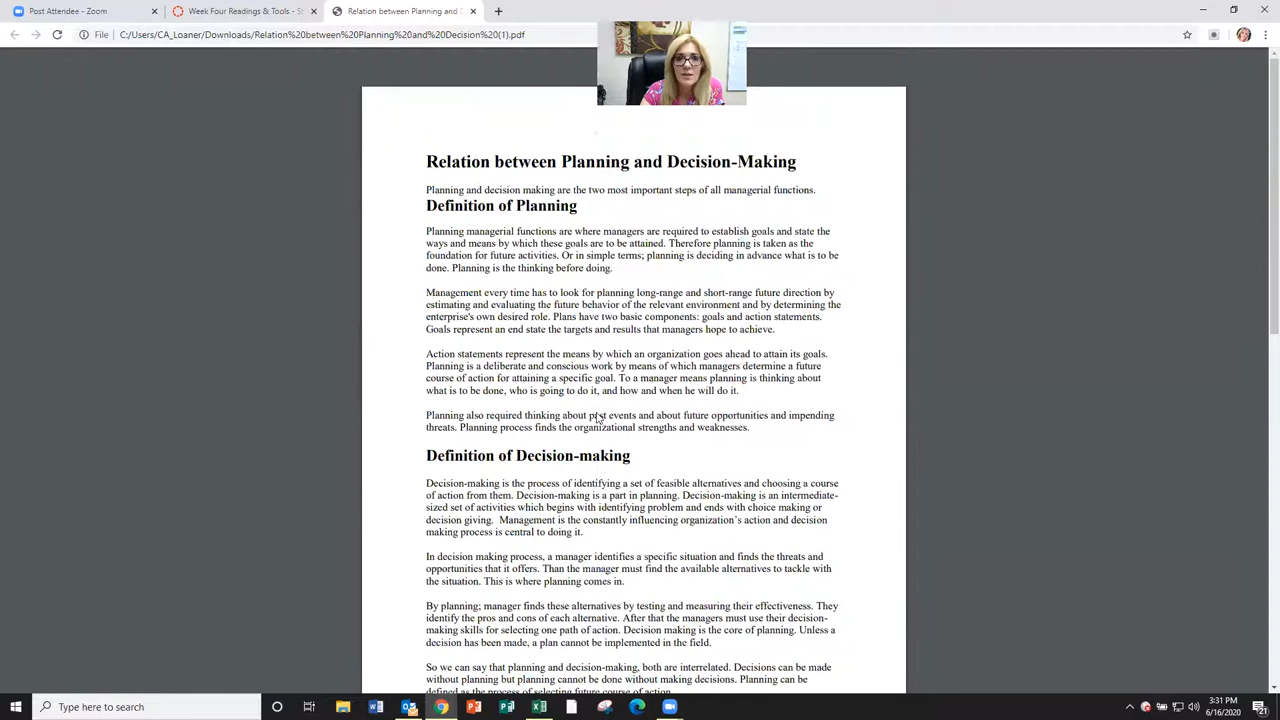 Post Attendee - Zoom
Week Four Readings & Tools - St
Relation between Planning and D
File
C:/Users/CA_Loaner/Downloads/Relation%20between%20Planning%20and%20Decision%20(1).pdf
Relation between Planning and Decision-Making
Planning and decision making are the two most important steps of all managerial functions.
Definition of Planning
Planning managerial functions are where managers are required to establish goals and state the
ways and means by which these goals are to be attained. Therefore planning is taken as the
foundation for future activities. Or in simple terms; planning is deciding in advance what is to be
done. Planning is the thinking before doing.
Management every time has to look for planning long-range and short-range future direction by
estimating and evaluating the future behavior of the relevant environment and by determining the
enterprise's own desired role. Plans have two basic components: goals and action statements.
Goals represent an end state the targets and results that managers hope to achieve.
Action statements represent the means by which an organization goes ahead to attain its goals.
Planning is a deliberate and conscious work by means of which managers determine a future
course of action for attaining a specific goal. To a manager means planning is thinking about
what is to be done, who is going to do it, and how and when he will do it.
Planning also required thinking about past events and about future opportunities and impending
threats. Planning process finds the organizational strengths and weaknesses.
Definition of Decision-making
Decision-making is the process of identifying a set of feasible alternatives and choosing a course
of action from them. Decision-making is a part in planning. Decision-making is an intermediate-
sized set of activities which begins with identifying problem and ends with choice making or
decision giving.  Management is the constantly influencing organization's action and decision
making process is central to doing it.
In decision making process, a manager identifies a specific situation and finds the threats and
opportunities that it offers. Than the manager must find the available alternatives to tackle with
the situation. This is where planning comes in.
By planning; manager finds these alternatives by testing and measuring their effectiveness. They
identify the pros and cons of each alternative. After that the managers must use their decision-
making skills for selecting one path of action. Decision making is the core of planning. Unless a
decision has been made, a plan cannot be implemented in the field.
So we can say that planning and decision-making, both are interrelated. Decisions can be made
without planning but planning cannot be done without making decisions. Planning can be
defined as the process of selecting future course of action.
Type here to search
3:31 PM
6/16/2020